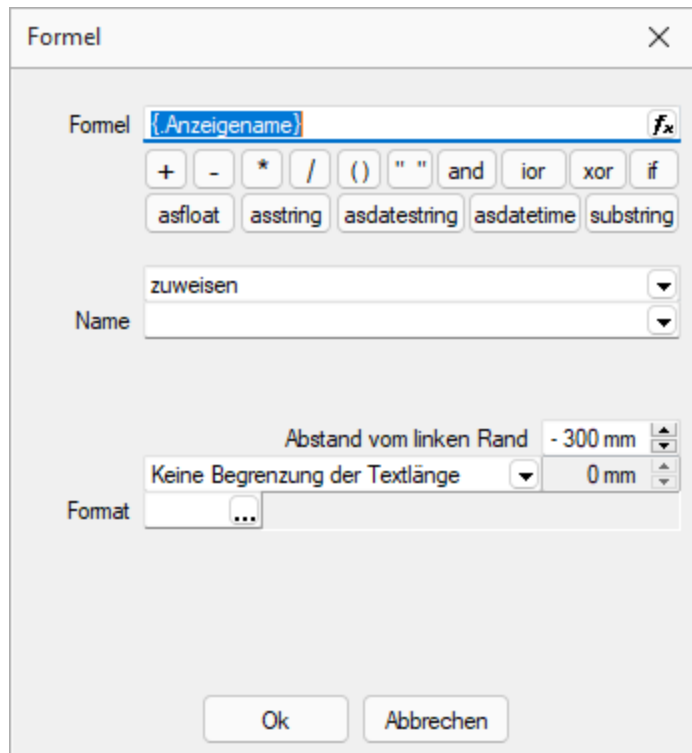 Formel
Formel {.Anzeigename} fx
+ - * / () " " and ior xor if
asfloat asstring asdatestring asdatetime substring
zuweisen
Name
Abstand vom linken Rand - 300 mm
Keine Begrenzung der Textlänge 0 mm
Format ...
Ok Abbrechen